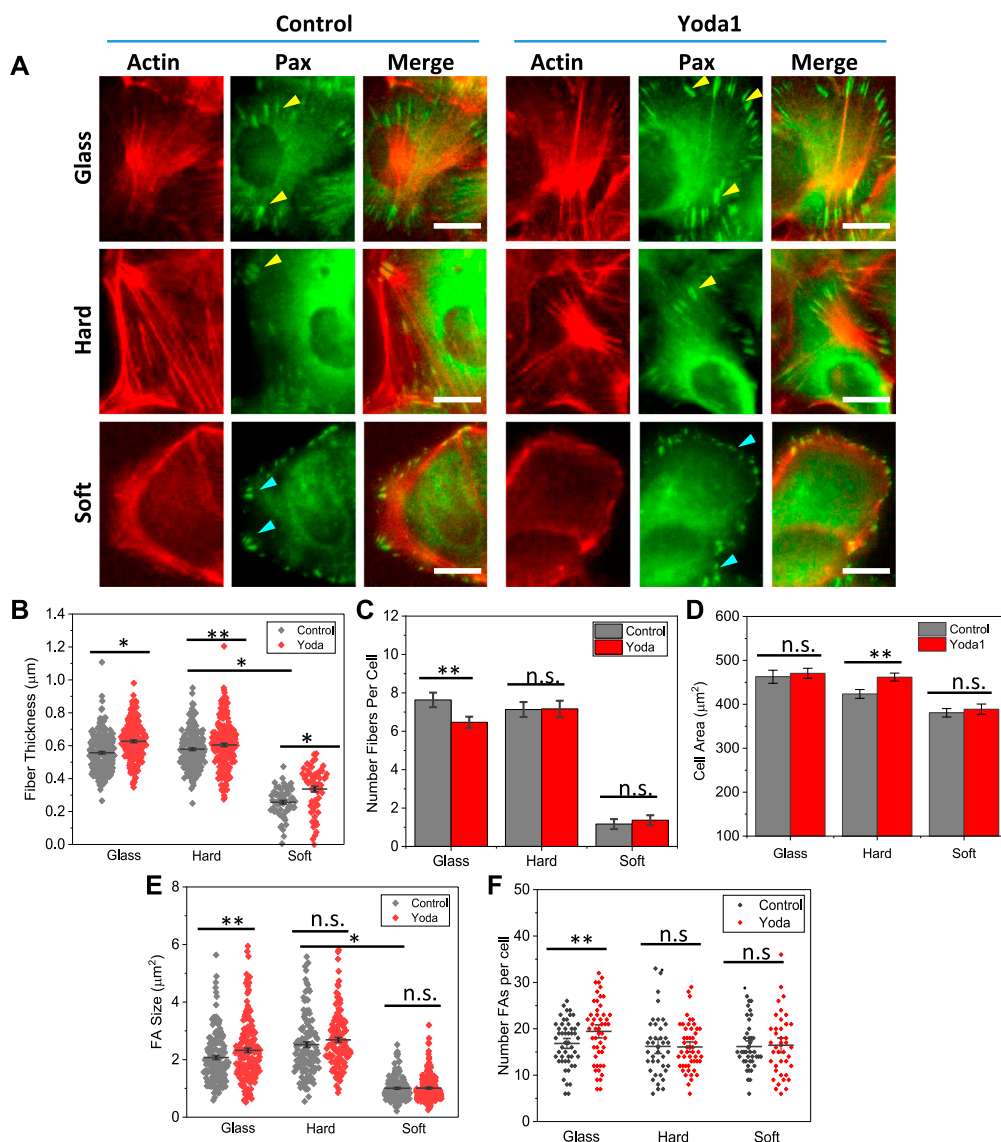 Control Yoda1
A
Actin Pax Merge Actin Pax Merge
Glass
Hard
Soft
B
Fiber Thickness (μm)
1.4
1.2
1.0
0.8
0.6
0.4
0.2
0.0
* ** * *
Control
Yoda
Glass Hard Soft
C
Number Fibers Per Cell
12
10
8
6
4
2
0
** n.s. n.s.
Control
Yoda
Glass Hard Soft
D
Cell Area (μm²)
600
500
400
300
200
100
n.s. ** n.s.
Control
Yoda1
Glass Hard Soft
E
FA Size (μm²)
8
6
4
2
0
** n.s. * n.s.
Control
Yoda
Glass Hard Soft
F
Number FAs per cell
50
40
30
20
10
0
** n.s n.s
Control
Yoda
Glass Hard Soft